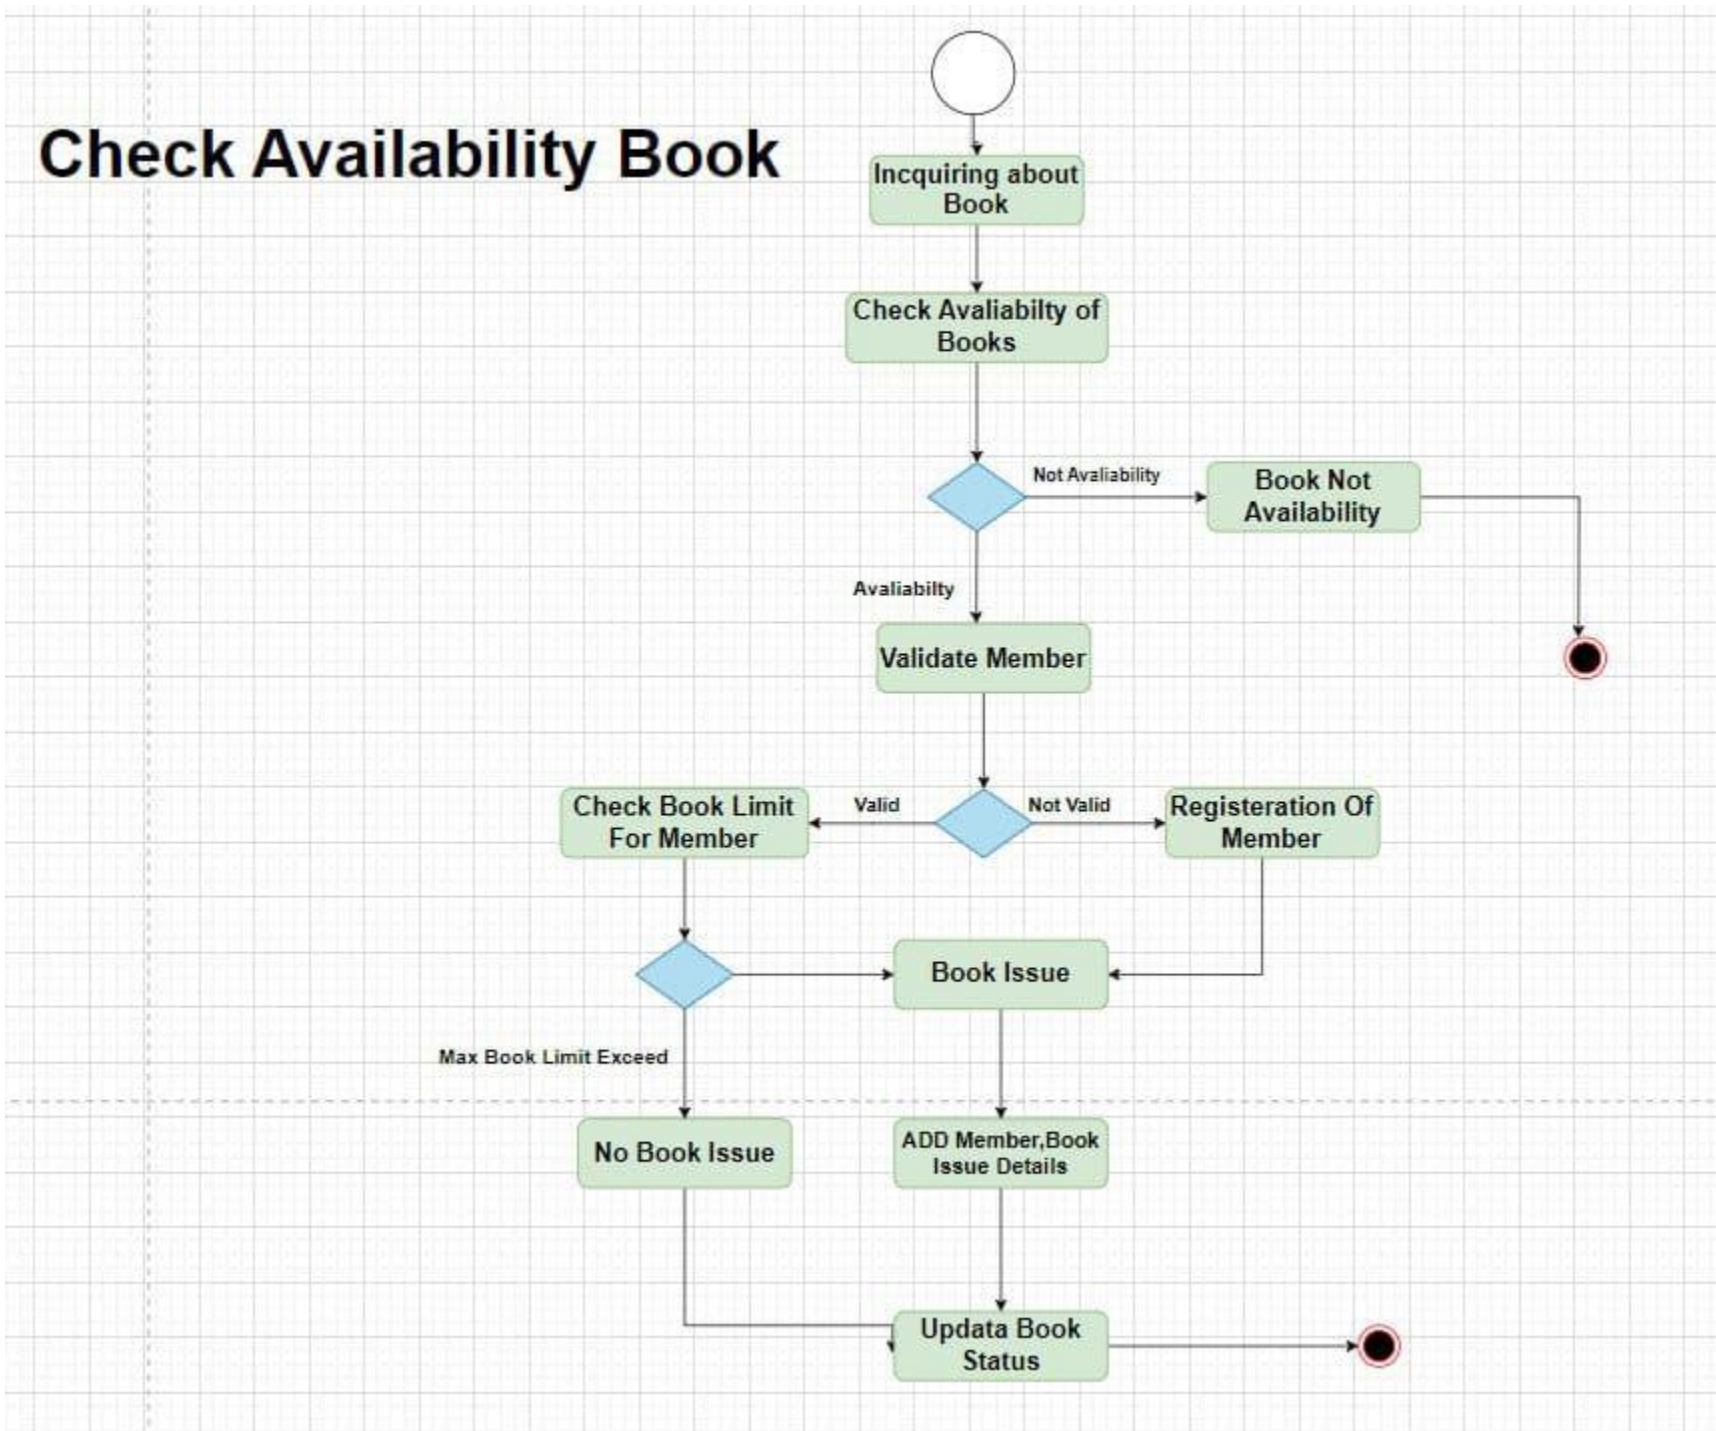 Check Availability Book
Incquiring about
Book
Check Avaliabilty of
Books
Not Avaliability
Book Not
Availability
Avaliabilty
Validate Member
Check Book Limit
For Member
Valid
Not Valid
Registeration Of
Member
Book Issue
Max Book Limit Exceed
No Book Issue
ADD Member,Book
Issue Details
Updata Book
Status